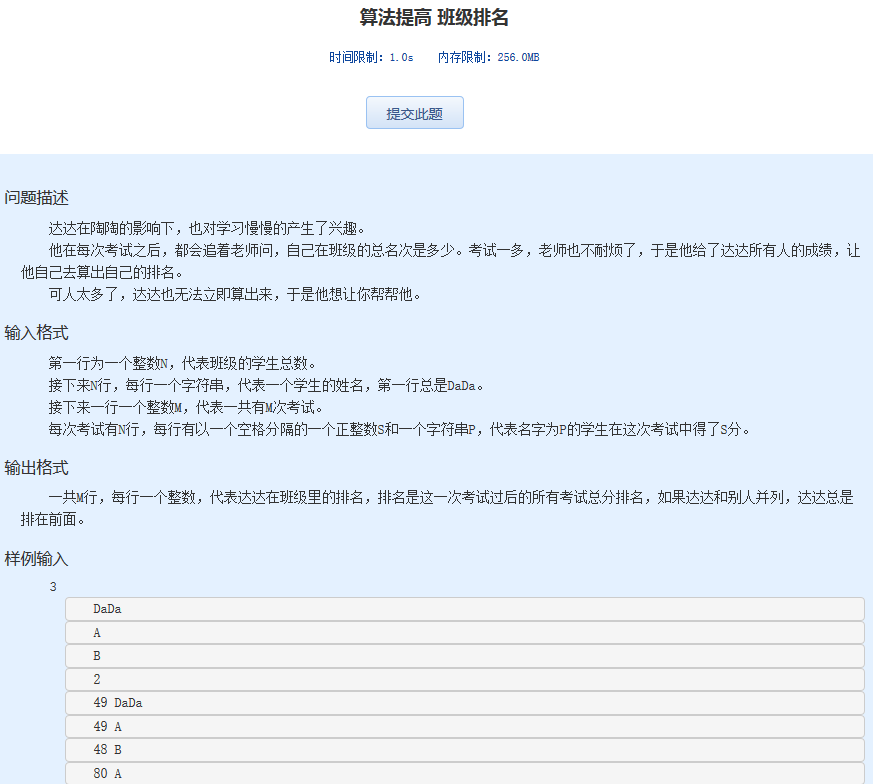 算法提高 班级排名
时间限制：1.0s 内存限制：256.0MB
提交此题
问题描述
达达在陶陶的影响下，也对学习慢慢的产生了兴趣。
他在每次考试之后，都会追着老师问，自己在班级的总名次是多少。考试一多，老师也不耐烦了，于是他给了达达所有人的成绩，让
他自己去算出自己的排名。
可人太多了，达达也无法立即算出来，于是他想让你帮帮他。
输入格式
第一行为一个整数N，代表班级的学生总数。
接下来N行，每行一个字符串，代表一个学生的姓名，第一行总是DaDa。
接下来一行一个整数M，代表一共有M次考试。
每次考试有N行，每行有以一个空格分隔的一个正整数S和一个字符串P，代表名字为P的学生在这次考试中得了S分。
输出格式
一共M行，每行一个整数，代表达达在班级里的排名，排名是这一次考试过后的所有考试总分排名，如果达达和别人并列，达达总是
排在前面。
样例输入
3
DaDa
A
B
2
49 DaDa
49 A
48 B
80 A